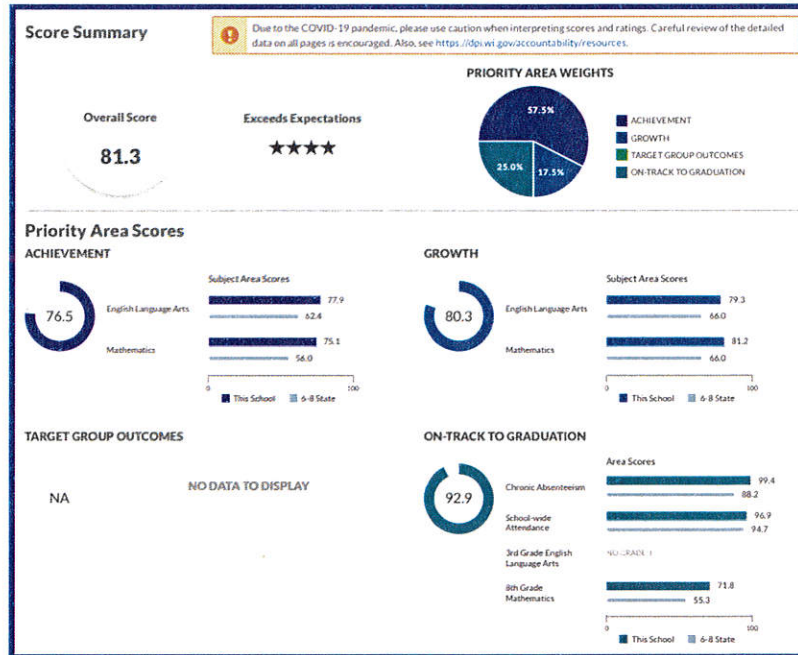 Score Summary
Due to the COVID-19 pandemic, please use caution when interpreting scores and ratings. Careful review of the detailed
data on all pages is encouraged. Also, see https://dpi.wi.gov/accountability/resources.
PRIORITY AREA WEIGHTS
Overall Score
81.3
Exceeds Expectations
★★★★
57.5%
25.0%
17.5%
ACHIEVEMENT
GROWTH
TARGET GROUP OUTCOMES
ON-TRACK TO GRADUATION
Priority Area Scores
ACHIEVEMENT
76.5
Subject Area Scores
English Language Arts
77.9
62.4
Mathematics
75.1
56.0
0 100
This School 6-8 State
GROWTH
80.3
Subject Area Scores
English Language Arts
79.3
66.0
Mathematics
81.2
66.0
0 100
This School 6-8 State
TARGET GROUP OUTCOMES
NA
NO DATA TO DISPLAY
ON-TRACK TO GRADUATION
92.9
Area Scores
Chronic Absenteeism
99.4
88.2
School-wide
Attendance
96.9
94.7
3rd Grade English
Language Arts
NO GRADE
8th Grade
Mathematics
71.8
55.3
0 100
This School 6-8 State